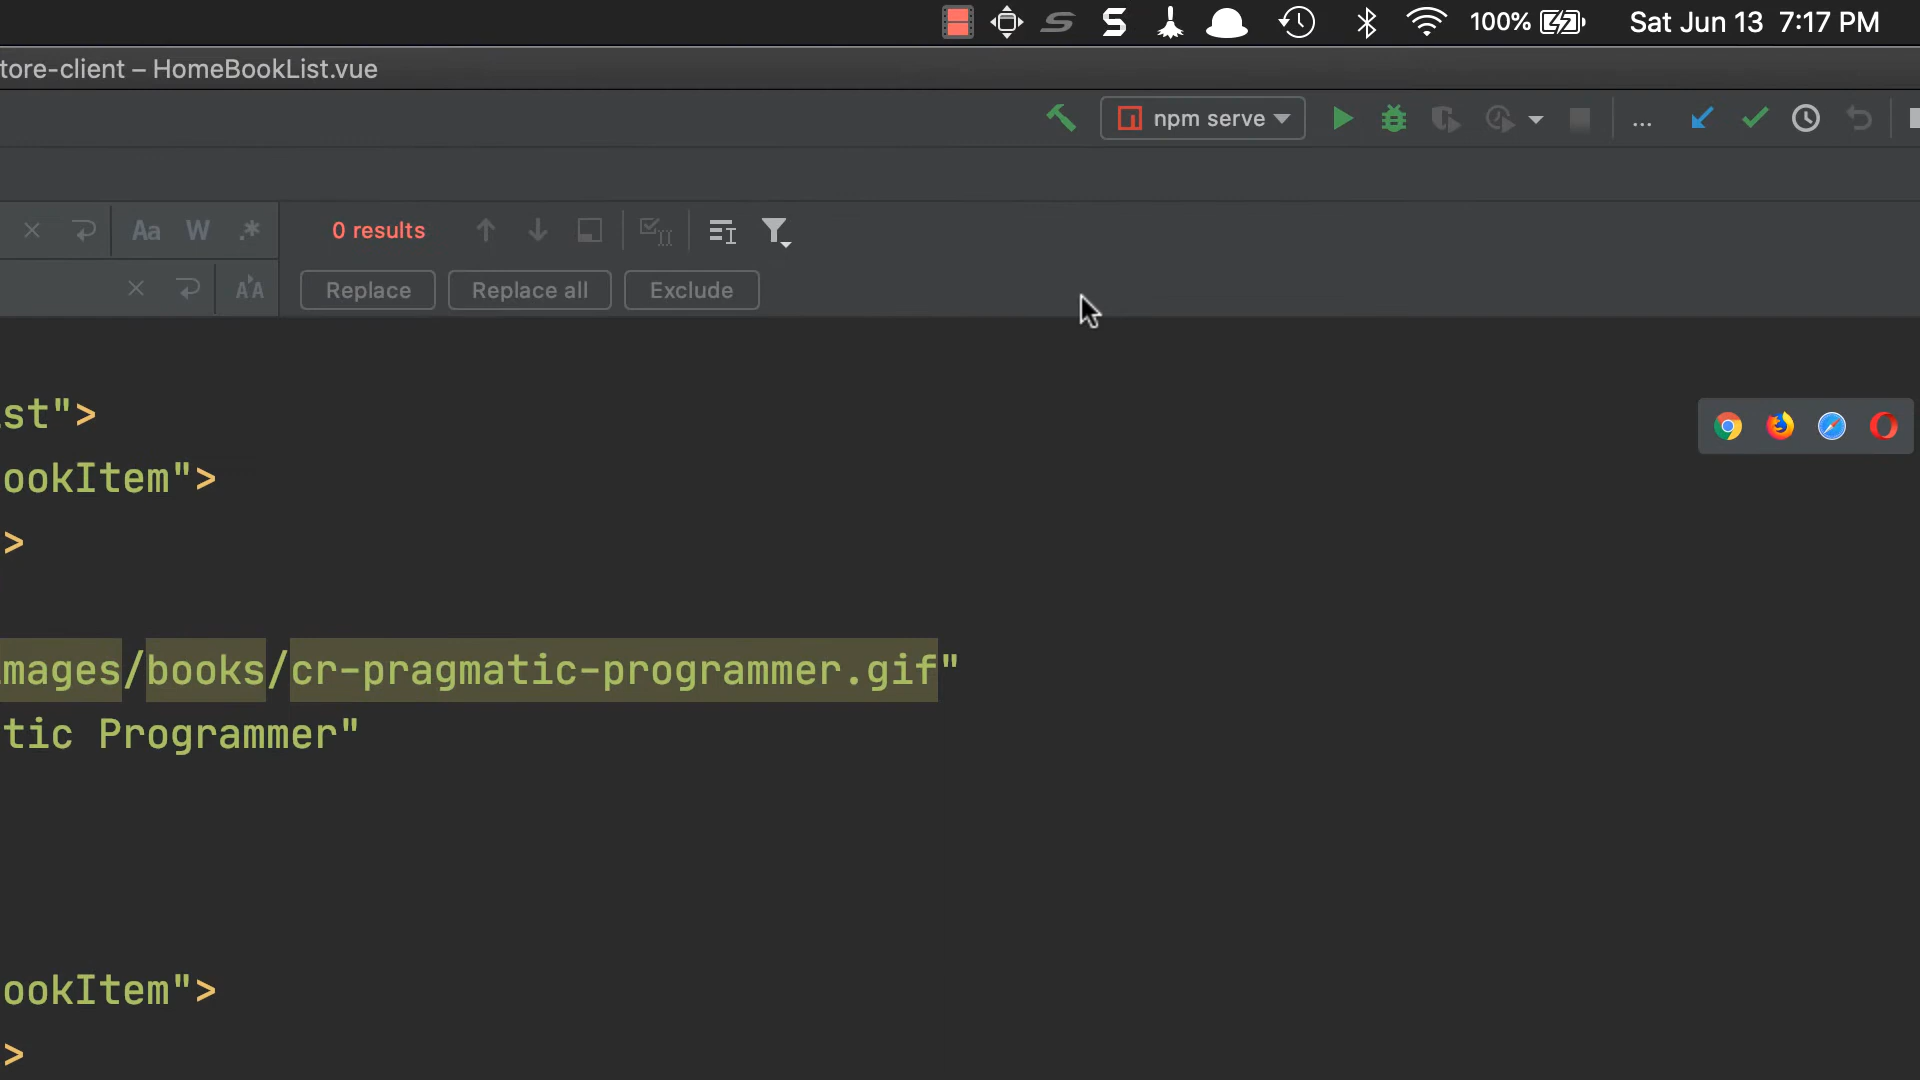 100% Sat Jun 13 7:17 PM
tore-client – HomeBookList.vue
npm serve ...
Aa W .* 0 results
Replace Replace all Exclude
st">
ookItem">
>
mages/books/cr-pragmatic-programmer.gif"
tic Programmer"
ookItem">
>